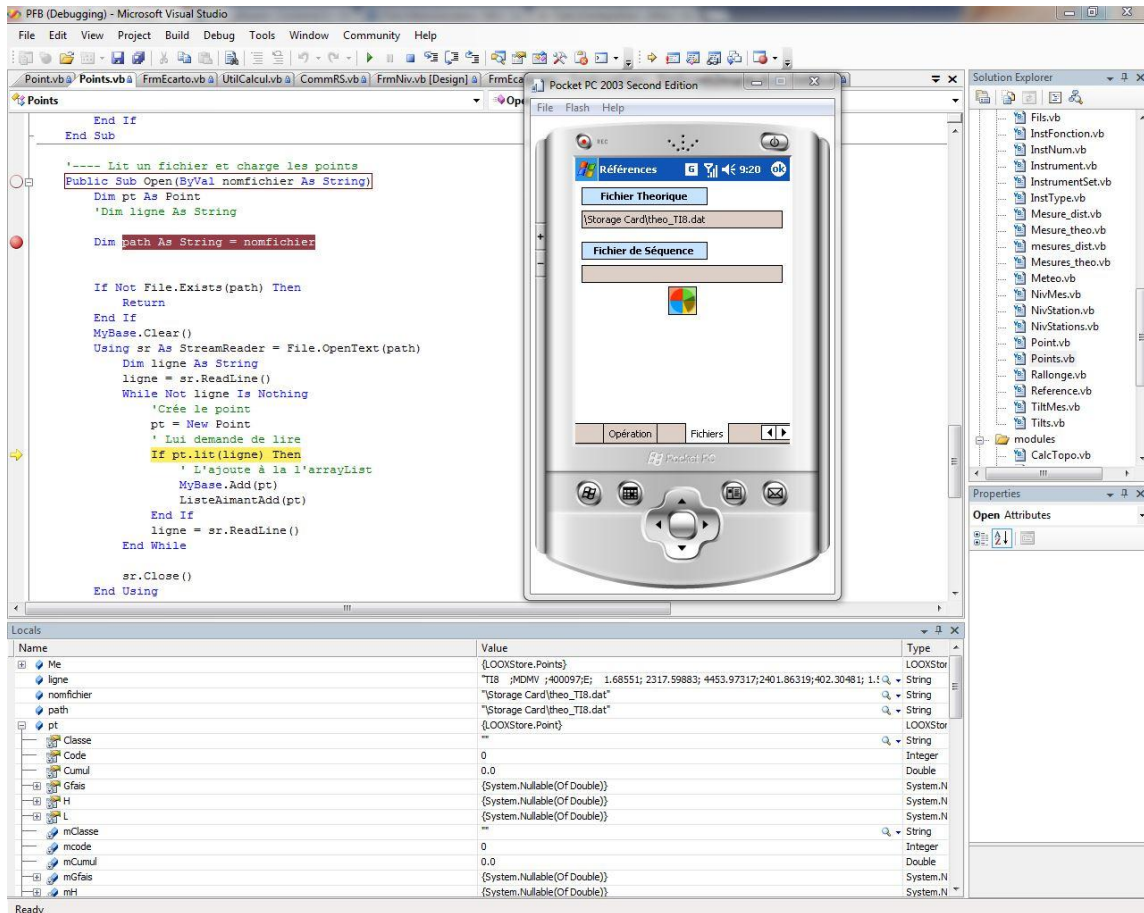 PFB (Debugging) - Microsoft Visual Studio
File Edit View Project Build Debug Tools Window Community Help
Point.vb Points.vb FrmEcarto.vb UtilCalcul.vb CommRS.vb FrmNiv.vb [Design] FrmEca
Points
Ope
End If
End Sub
'---- Lit un fichier et charge les points
Public Sub Open(ByVal nomfichier As String)
Dim pt As Point
'Dim ligne As String
Dim path As String = nomfichier
If Not File.Exists(path) Then
Return
End If
MyBase.Clear()
Using sr As StreamReader = File.OpenText(path)
Dim ligne As String
ligne = sr.ReadLine()
While Not ligne Is Nothing
'Crée le point
pt = New Point
' Lui demande de lire
If pt.lit(ligne) Then
' L'ajoute à la l'arrayList
MyBase.Add(pt)
ListeAimantAdd(pt)
End If
ligne = sr.ReadLine()
End While
sr.Close()
End Using
Pocket PC 2003 Second Edition
File Flash Help
REC
Références 9:20 ok
Fichier Theorique
\Storage Card\theo_TI8.dat
Fichier de Séquence
Opération Fichiers
Pocket PC
Solution Explorer
Fils.vb
InstFonction.vb
InstNum.vb
Instrument.vb
InstrumentSet.vb
InstType.vb
Mesure_dist.vb
Mesure_theo.vb
mesures_dist.vb
Mesures_theo.vb
Meteo.vb
NivMes.vb
NivStation.vb
NivStations.vb
Point.vb
Points.vb
Rallonge.vb
Reference.vb
TiltMes.vb
Tilts.vb
modules
CalcTopo.vb
Properties
Open Attributes
Locals
Name Value Type
Me {LOOXStore.Points} LOOXStor
ligne "TI8 ;MDMV ;400097;E; 1.68551; 2317.59883; 4453.97317;2401.86319;402.30481; 1.5 String
nomfichier "\Storage Card\theo_TI8.dat" String
path "\Storage Card\theo_TI8.dat" String
pt {LOOXStore.Point} LOOXStor
Classe "" String
Code 0 Integer
Cumul 0.0 Double
Gfais {System.Nullable(Of Double)} System.N
H {System.Nullable(Of Double)} System.N
L {System.Nullable(Of Double)} System.N
mClasse "" String
mcode 0 Integer
mCumul 0.0 Double
mGfais {System.Nullable(Of Double)} System.N
mH {System.Nullable(Of Double)} System.N
Ready